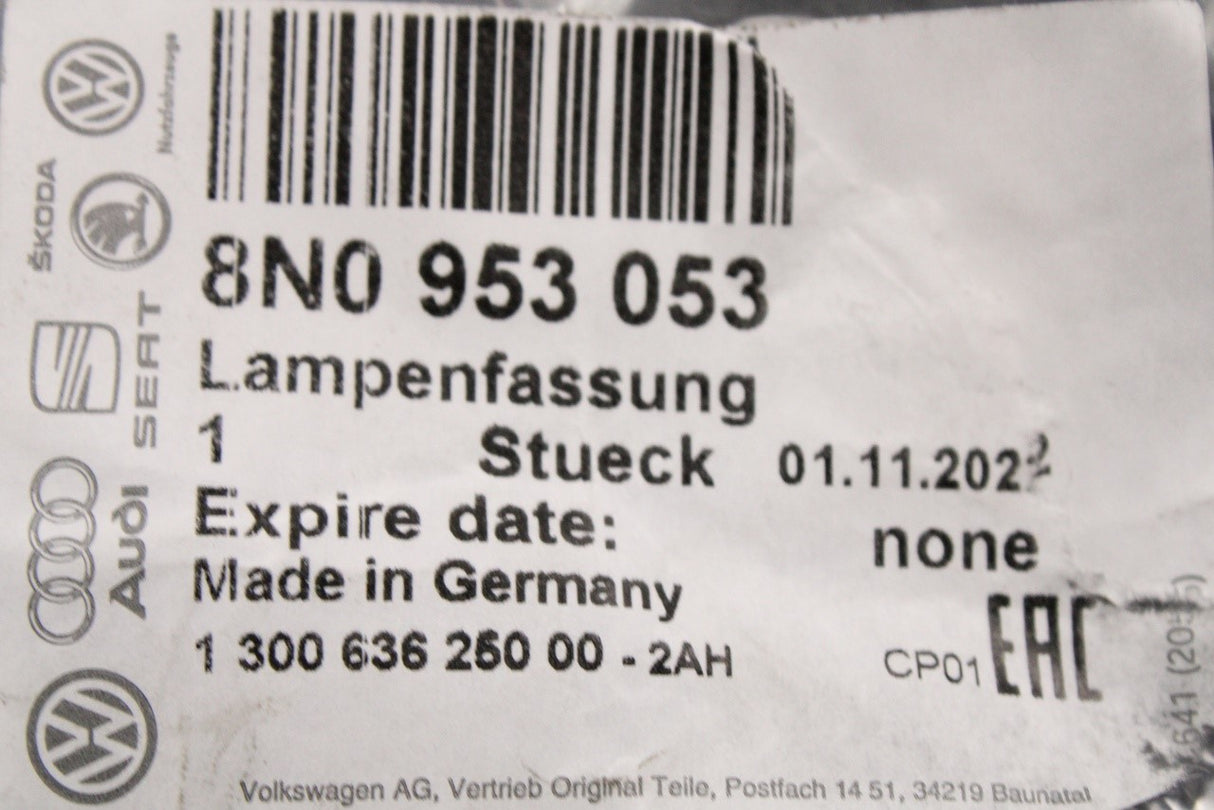 8N0 953 053
Lampenfassung
1 Stueck
Expire date: none
Made in Germany
1 300 636 250 00 - 2AH
CP01 EAC
Volkswagen AG, Vertrieb Original Teile, Postfach 14 51, 34219 Baunatal
Nutzfahrzeuge
ŠKODA
SEAT
Audi